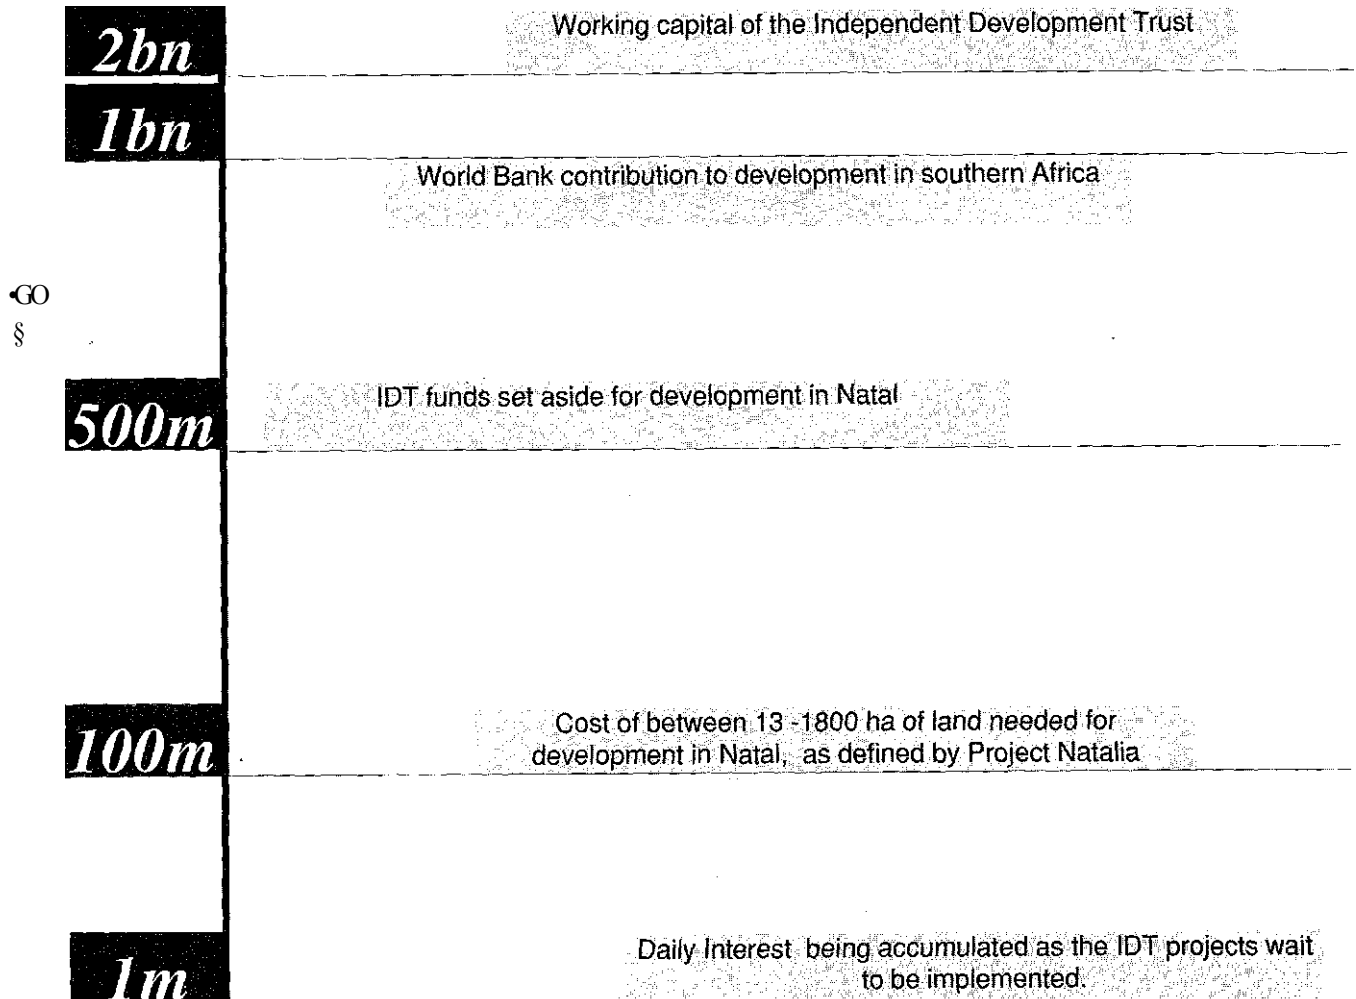 2bn
Working capital of the Independent Development Trust
1bn
World Bank contribution to development in southern Africa
•GO
§
500m
IDT funds set aside for development in Natal
100m
Cost of between 13 -1800 ha of land needed for
development in Natal, as defined by Project Natalia
1m
Daily Interest being accumulated as the IDT projects wait
to be implemented.